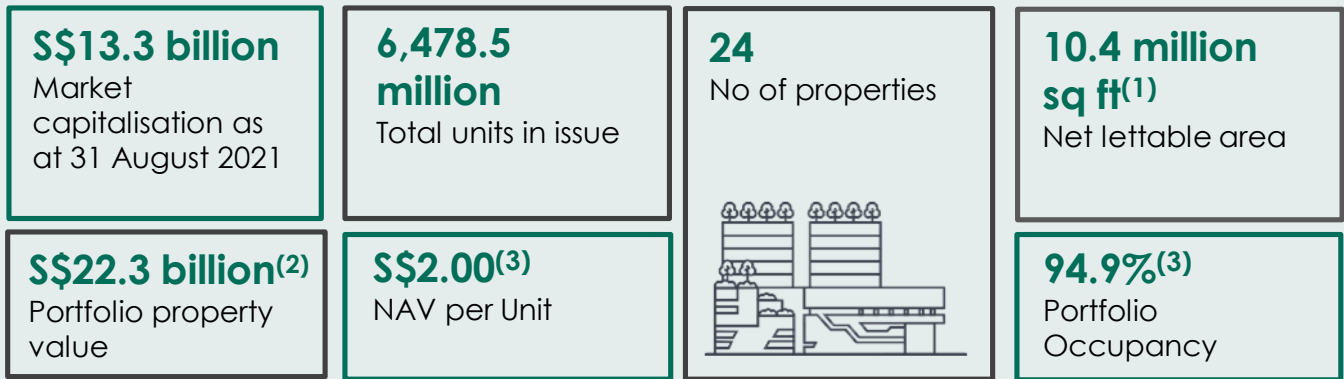 S$13.3 billion
Market
capitalisation as
at 31 August 2021
6,478.5
million
Total units in issue
24
No of properties
10.4 million
sq ft(1)
Net lettable area
S$22.3 billion(2)
Portfolio property
value
S$2.00(3)
NAV per Unit
94.9%(3)
Portfolio
Occupancy